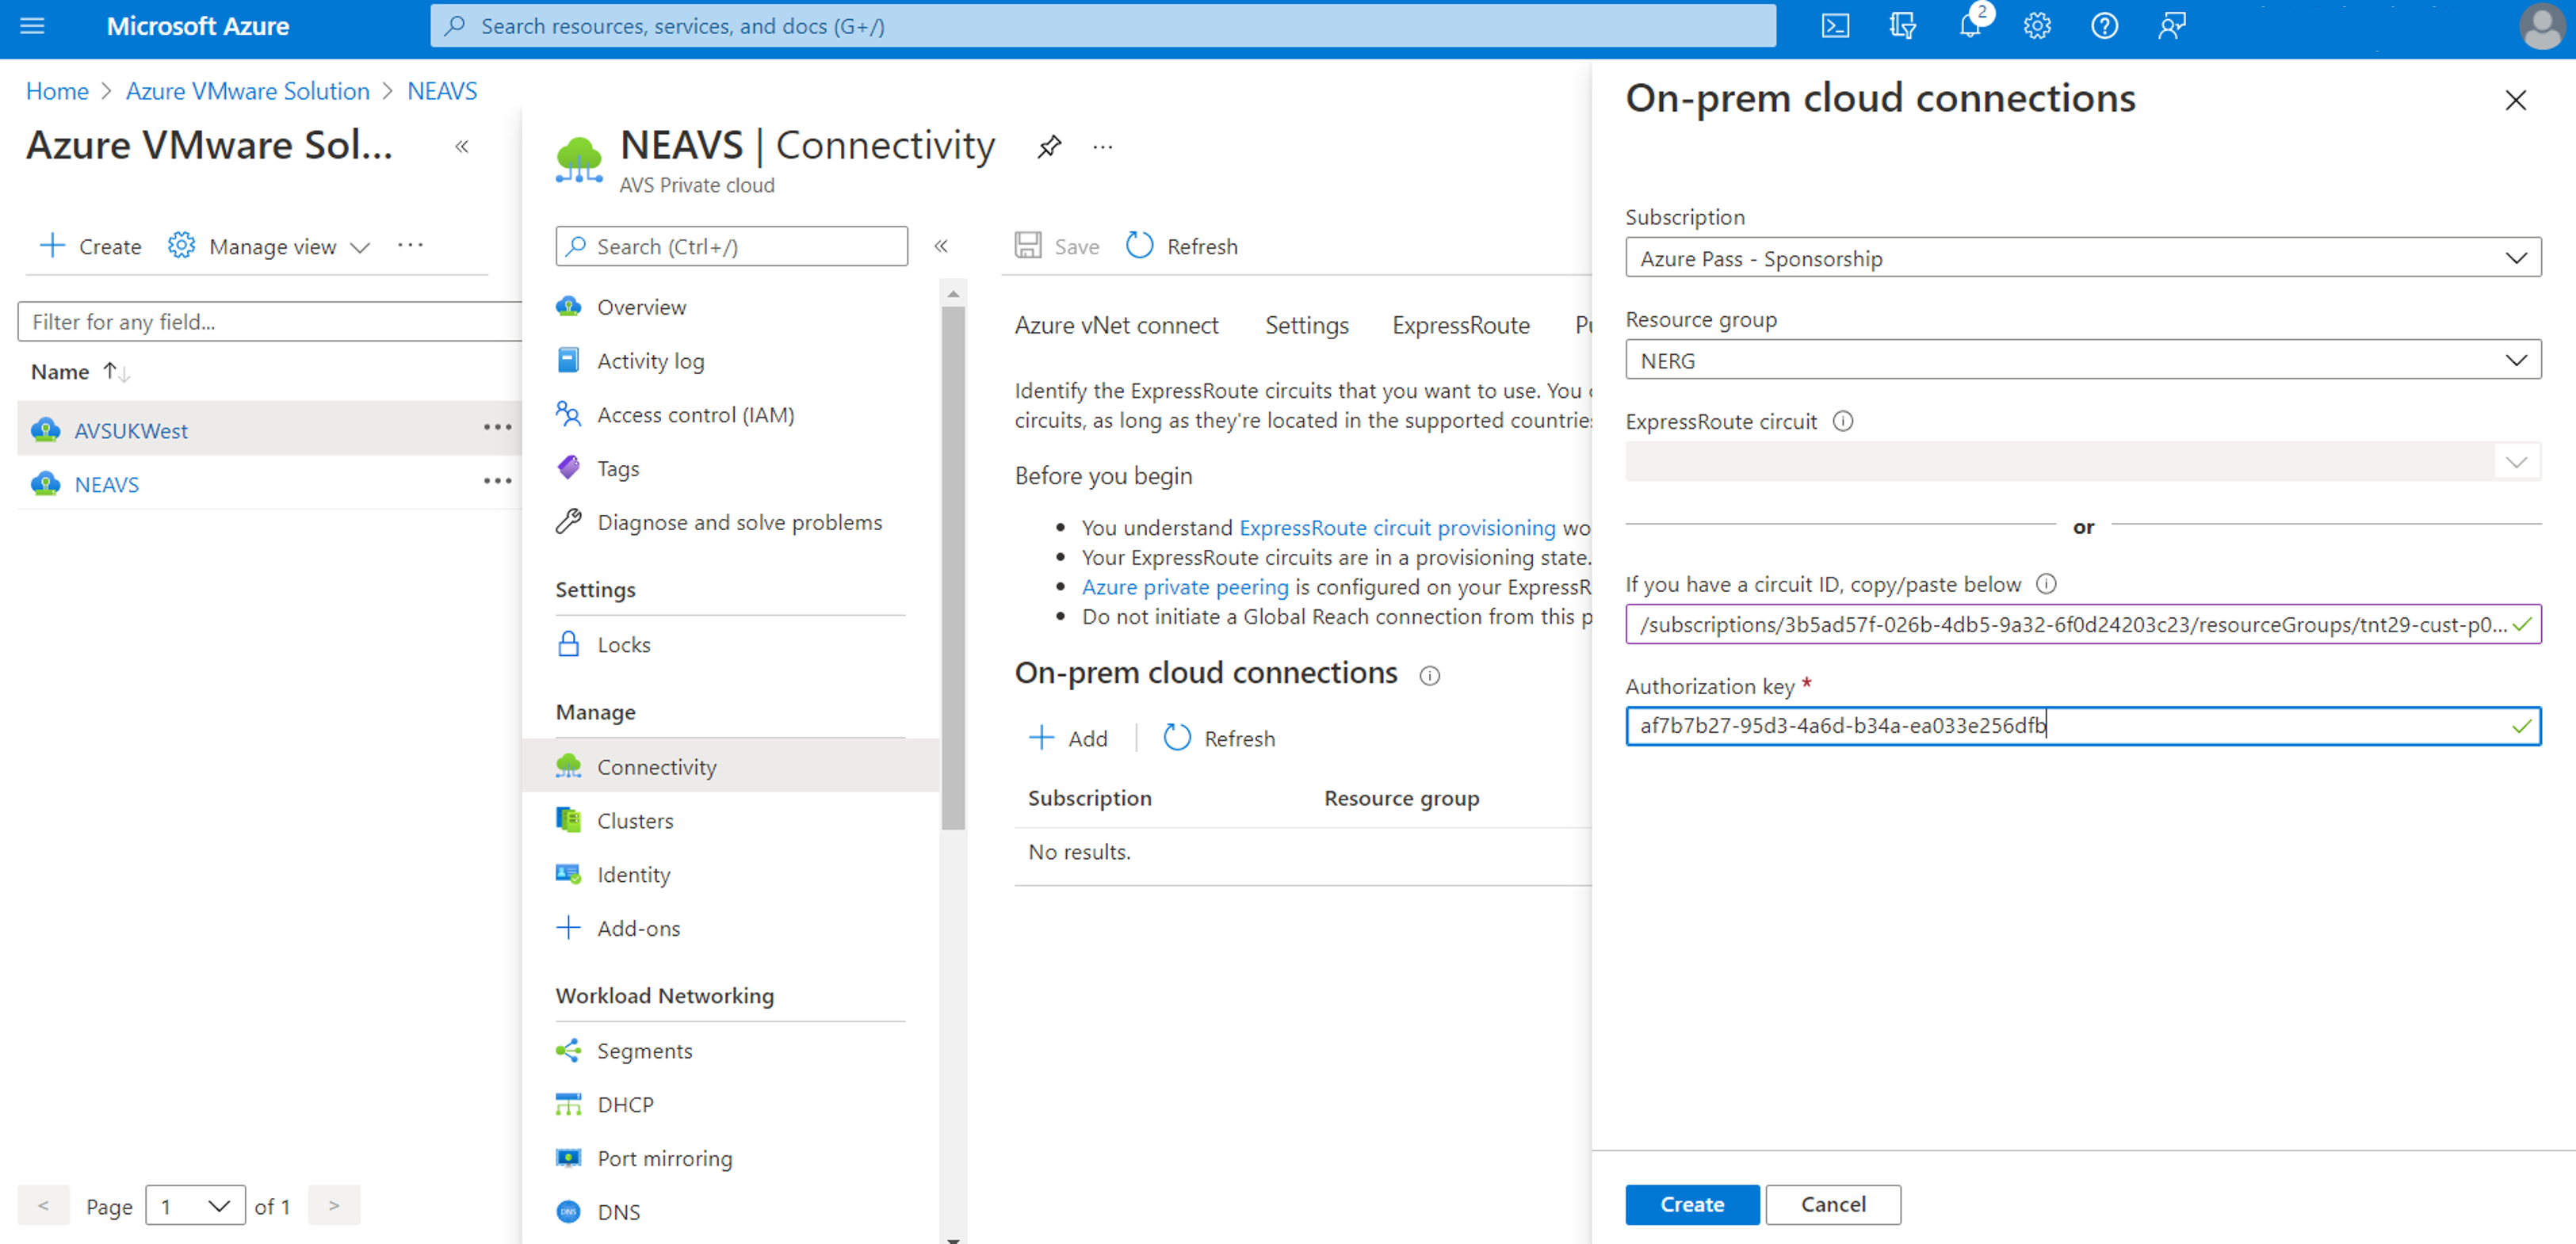 Microsoft Azure
Search resources, services, and docs (G+/)
2
Home > Azure VMware Solution > NEAVS
Azure VMware Sol... «
Create Manage view ...
Filter for any field...
Name ↑↓
AVSUKWest ...
NEAVS ...
< Page 1 of 1 >
NEAVS | Connectivity ...
AVS Private cloud
Search (Ctrl+/) «
Overview
Activity log
Access control (IAM)
Tags
Diagnose and solve problems
Settings
Locks
Manage
Connectivity
Clusters
Identity
Add-ons
Workload Networking
Segments
DHCP
Port mirroring
DNS
Save Refresh
Azure vNet connect Settings ExpressRoute
Identify the ExpressRoute circuits that you want to use. You
circuits, as long as they're located in the supported countrie
Before you begin
• You understand ExpressRoute circuit provisioning wo
• Your ExpressRoute circuits are in a provisioning state.
• Azure private peering is configured on your ExpressR
• Do not initiate a Global Reach connection from this p
On-prem cloud connections
+ Add | Refresh
Subscription Resource group
No results.
On-prem cloud connections
Subscription
Azure Pass - Sponsorship
Resource group
NERG
ExpressRoute circuit
or
If you have a circuit ID, copy/paste below
/subscriptions/3b5ad57f-026b-4db5-9a32-6f0d24203c23/resourceGroups/tnt29-cust-p0...
Authorization key *
af7b7b27-95d3-4a6d-b34a-ea033e256dfb
Create Cancel